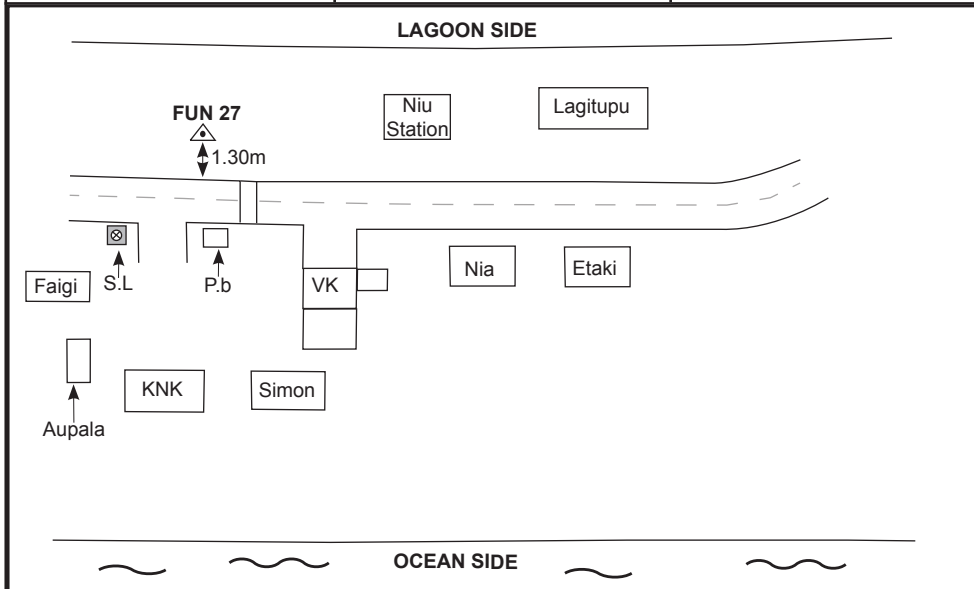 LAGOON SIDE
Niu
Station
Lagitupu
FUN 27
1.30m
S.L
P.b
Faigi
VK
Nia
Etaki
KNK
Simon
Aupala
OCEAN SIDE